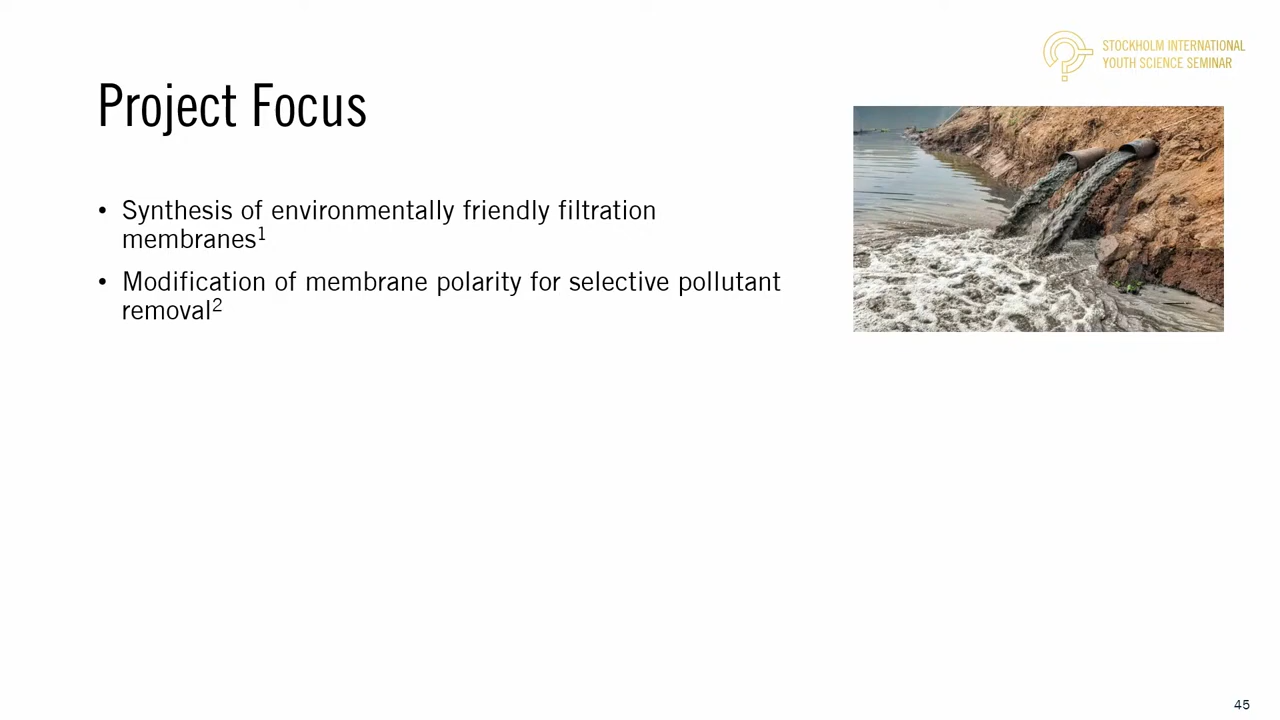 STOCKHOLM INTERNATIONAL
YOUTH SCIENCE SEMINAR
Project Focus
• Synthesis of environmentally friendly filtration
membranes¹
• Modification of membrane polarity for selective pollutant
removal²
45